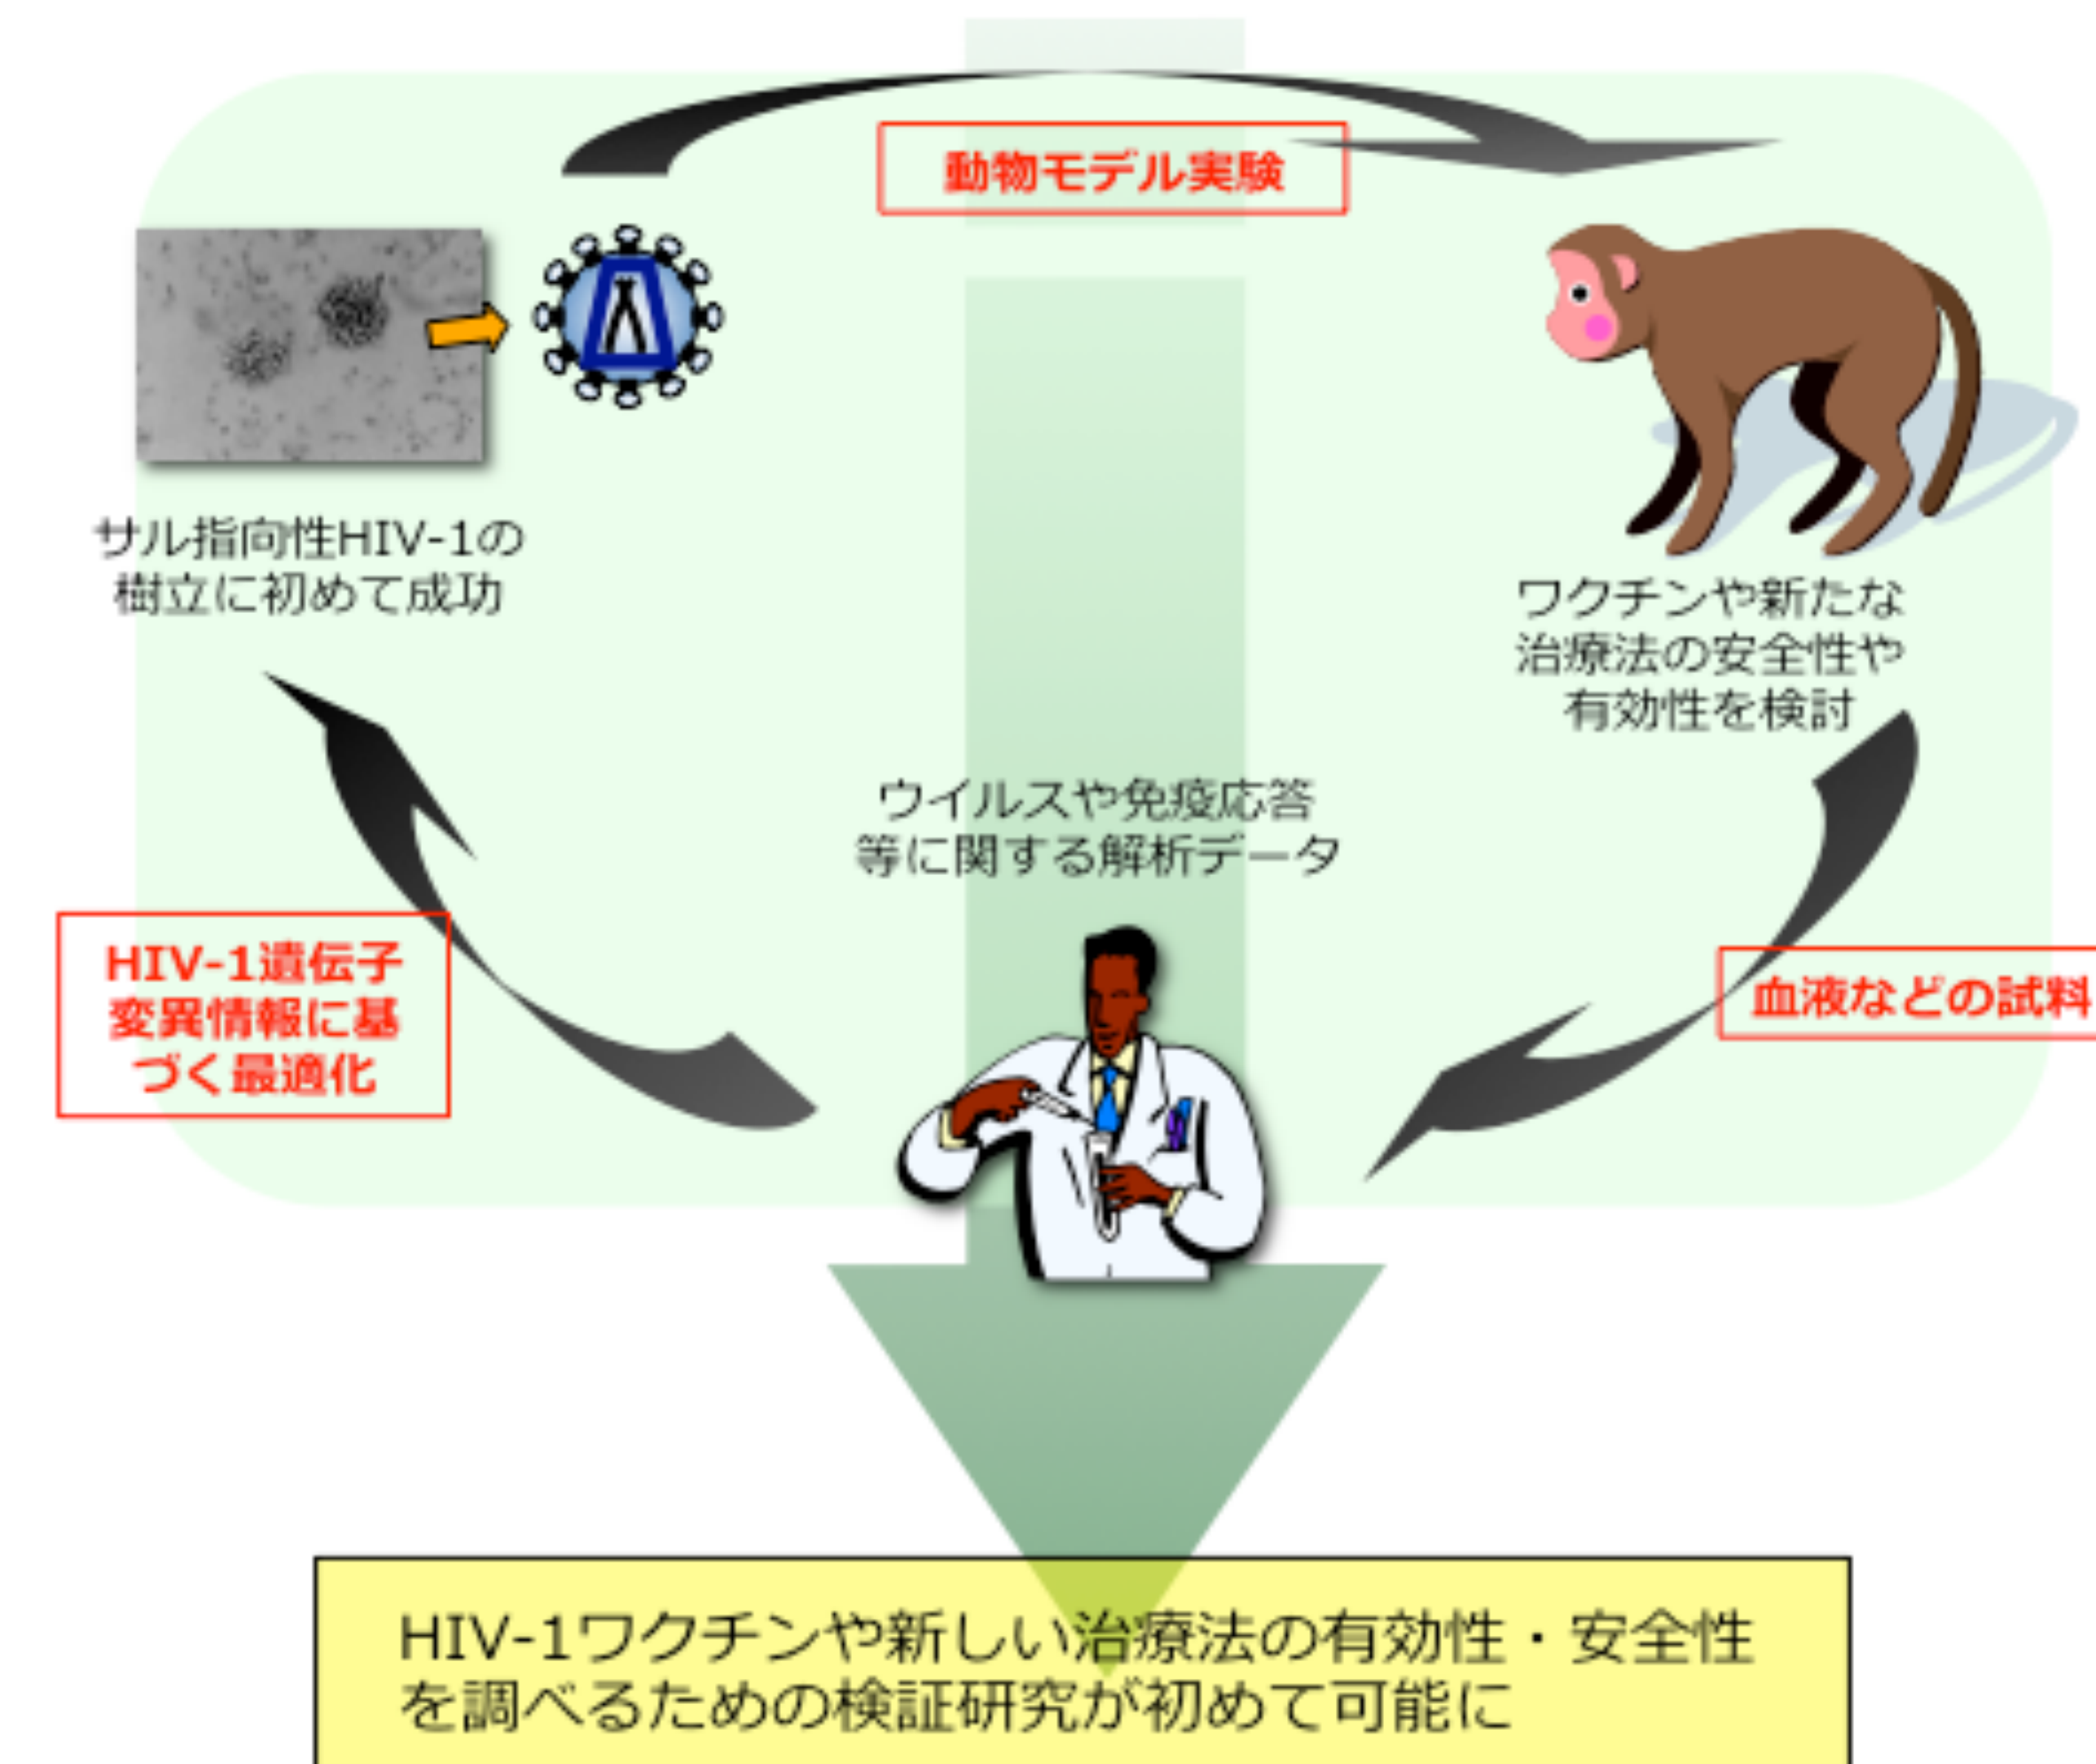 動物モデル実験
サル指向性HIV-1の
樹立に初めて成功
ワクチンや新たな
治療法の安全性や
有効性を検討
ウイルスや免疫応答
等に関する解析データ
HIV-1遺伝子
変異情報に基
づく最適化
血液などの試料
HIV-1ワクチンや新しい治療法の有効性・安全性
を調べるための検証研究が初めて可能に